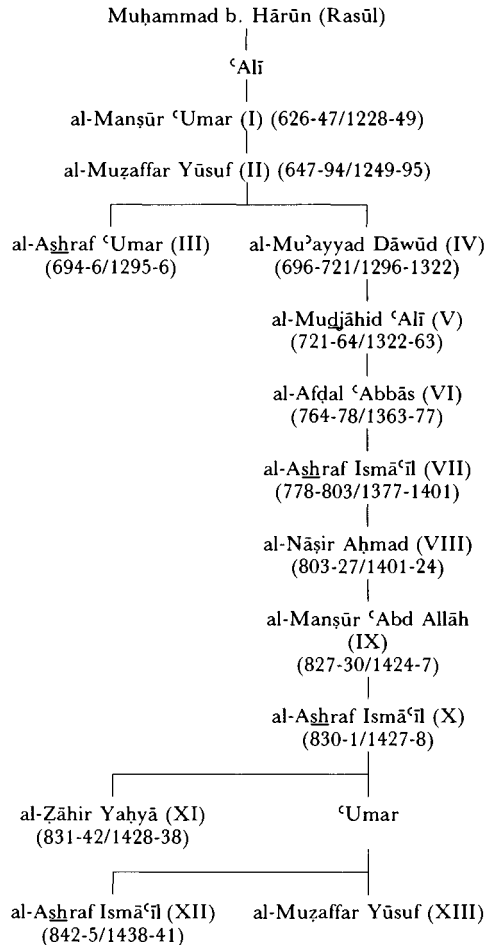 Muḥammad b. Hārūn (Rasūl)
ʿAlī
al-Manṣūr ʿUmar (I) (626-47/1228-49)
al-Muẓaffar Yūsuf (II) (647-94/1249-95)
al-Ashraf ʿUmar (III)
(694-6/1295-6)
al-Muʾayyad Dāwūd (IV)
(696-721/1296-1322)
al-Mudjāhid ʿAlī (V)
(721-64/1322-63)
al-Afḍal ʿAbbās (VI)
(764-78/1363-77)
al-Ashraf Ismāʿīl (VII)
(778-803/1377-1401)
al-Nāṣir Aḥmad (VIII)
(803-27/1401-24)
al-Manṣūr ʿAbd Allāh
(IX)
(827-30/1424-7)
al-Ashraf Ismāʿīl (X)
(830-1/1427-8)
al-Ẓāhir Yaḥyā (XI)
(831-42/1428-38)
ʿUmar
al-Ashraf Ismāʿīl (XII)
(842-5/1438-41)
al-Muẓaffar Yūsuf (XIII)